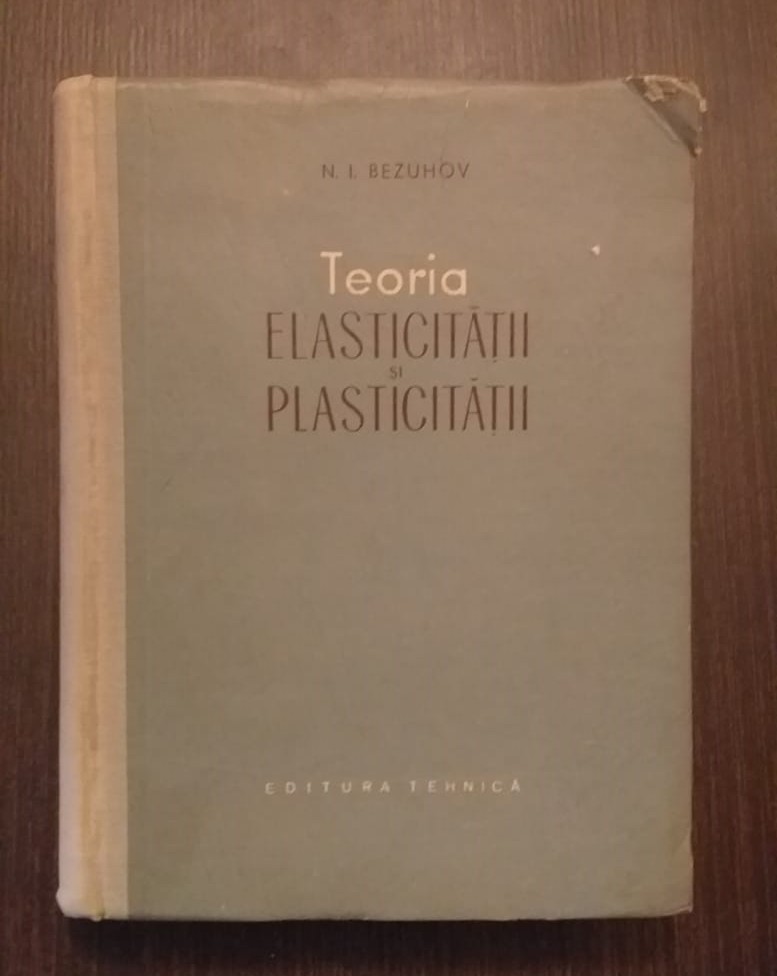 N. I. BEZUHOV
Teoria
ELASTICITĂȚII
ȘI
PLASTICITĂȚII
EDITURA TEHNICĂ